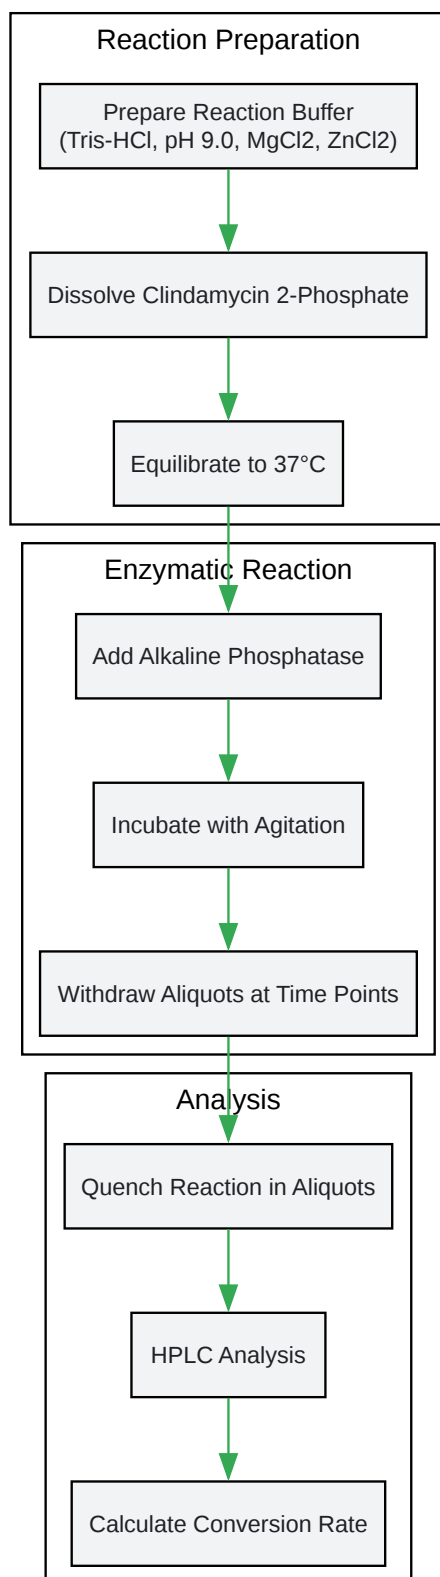 Reaction Preparation
Prepare Reaction Buffer
(Tris-HCl, pH 9.0, MgCl2, ZnCl2)
Dissolve Clindamycin 2-Phosphate
Equilibrate to 37°C
Enzymatic Reaction
Add Alkaline Phosphatase
Incubate with Agitation
Withdraw Aliquots at Time Points
Analysis
Quench Reaction in Aliquots
HPLC Analysis
Calculate Conversion Rate